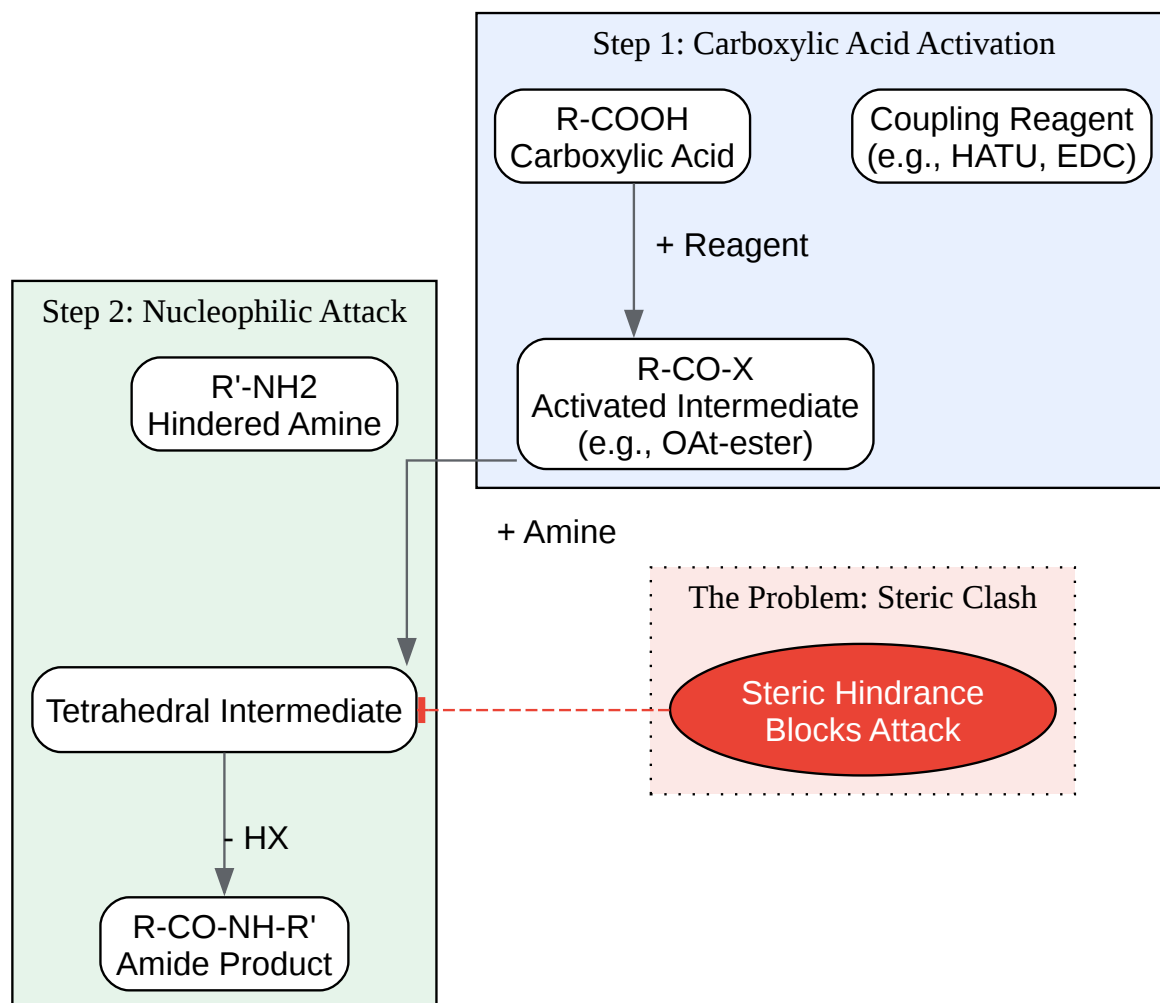 Step 1: Carboxylic Acid Activation
R-COOH
Carboxylic Acid
Coupling Reagent
(e.g., HATU, EDC)
+ Reagent
R-CO-X
Activated Intermediate
(e.g., OAt-ester)
Step 2: Nucleophilic Attack
R'-NH2
Hindered Amine
+ Amine
The Problem: Steric Clash
Steric Hindrance
Blocks Attack
Tetrahedral Intermediate
- HX
R-CO-NH-R'
Amide Product